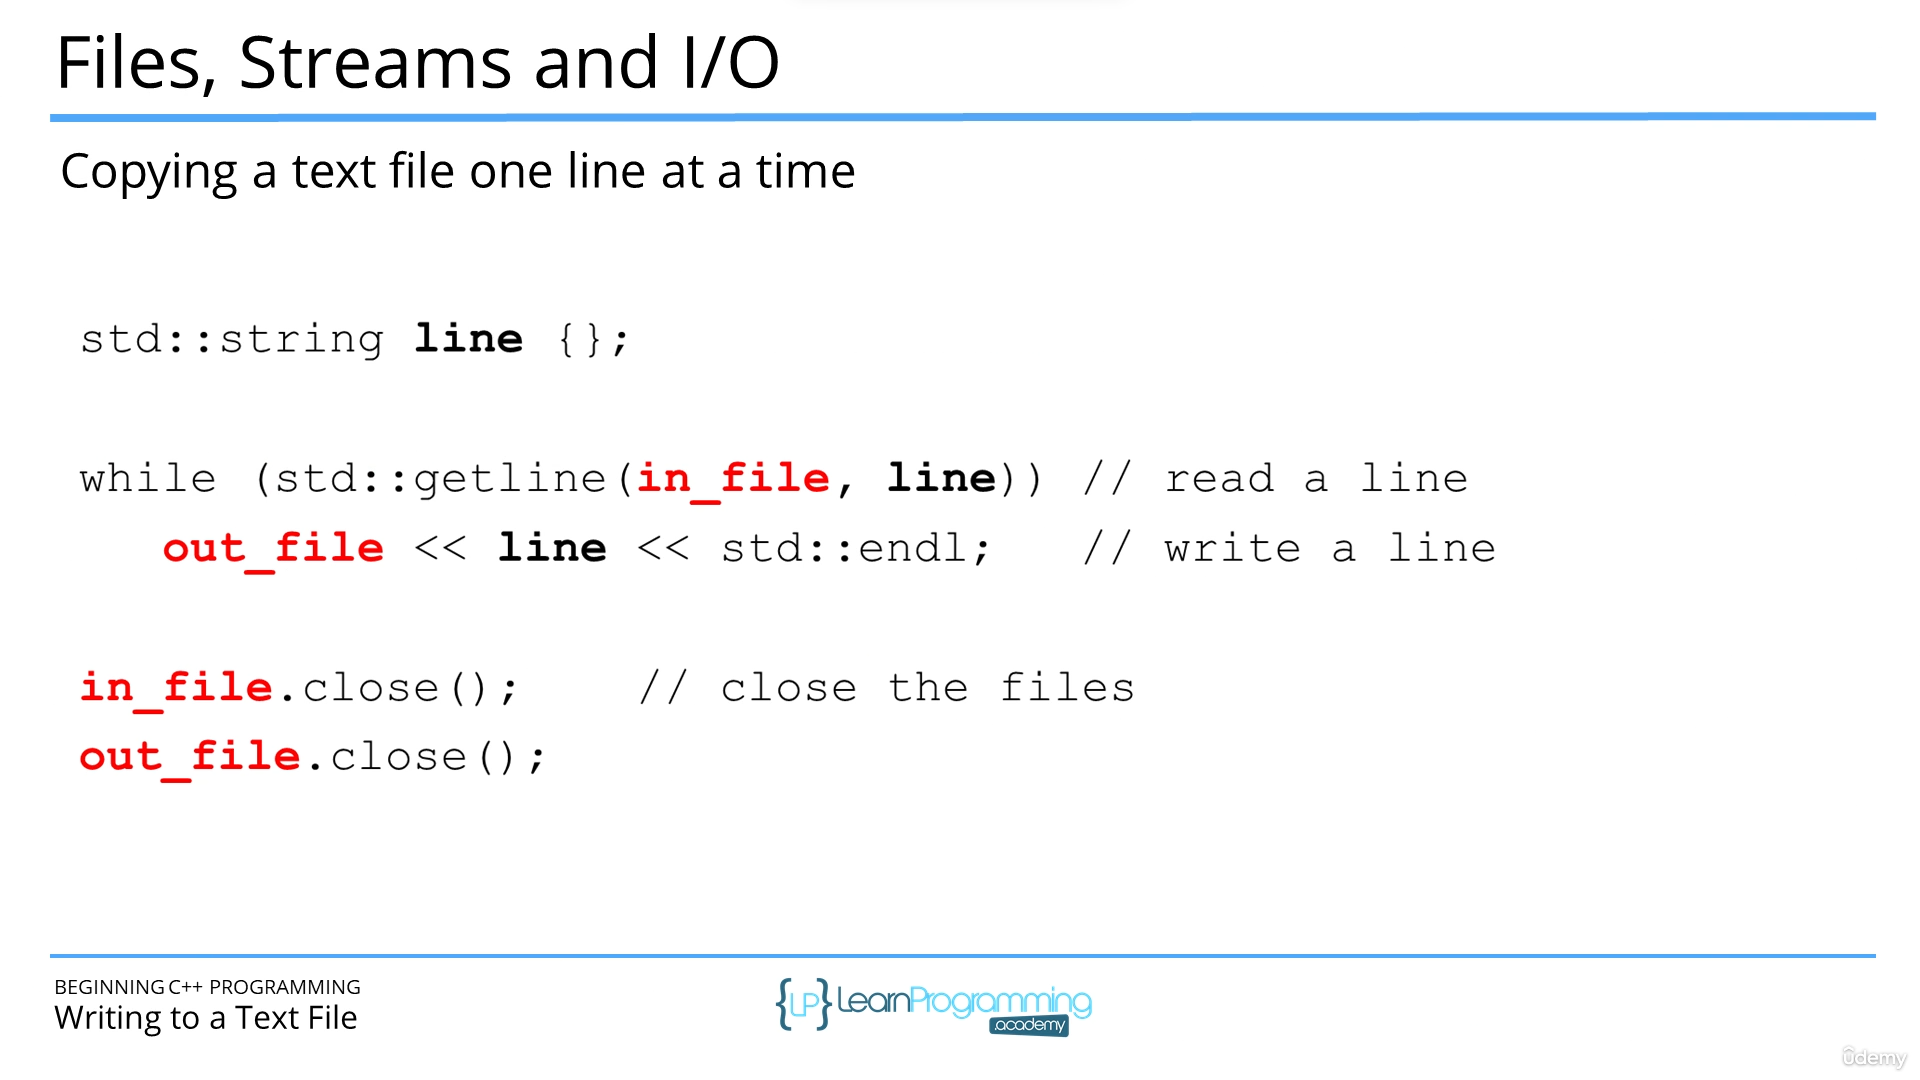 Files, Streams and I/O
Copying a text file one line at a time
std::string line {};
while (std::getline(in_file, line)) // read a line
   out_file << line << std::endl;   // write a line
in_file.close();    // close the files
out_file.close();
BEGINNING C++ PROGRAMMING
Writing to a Text File
{LP} LearnProgramming
academy
ûdemy